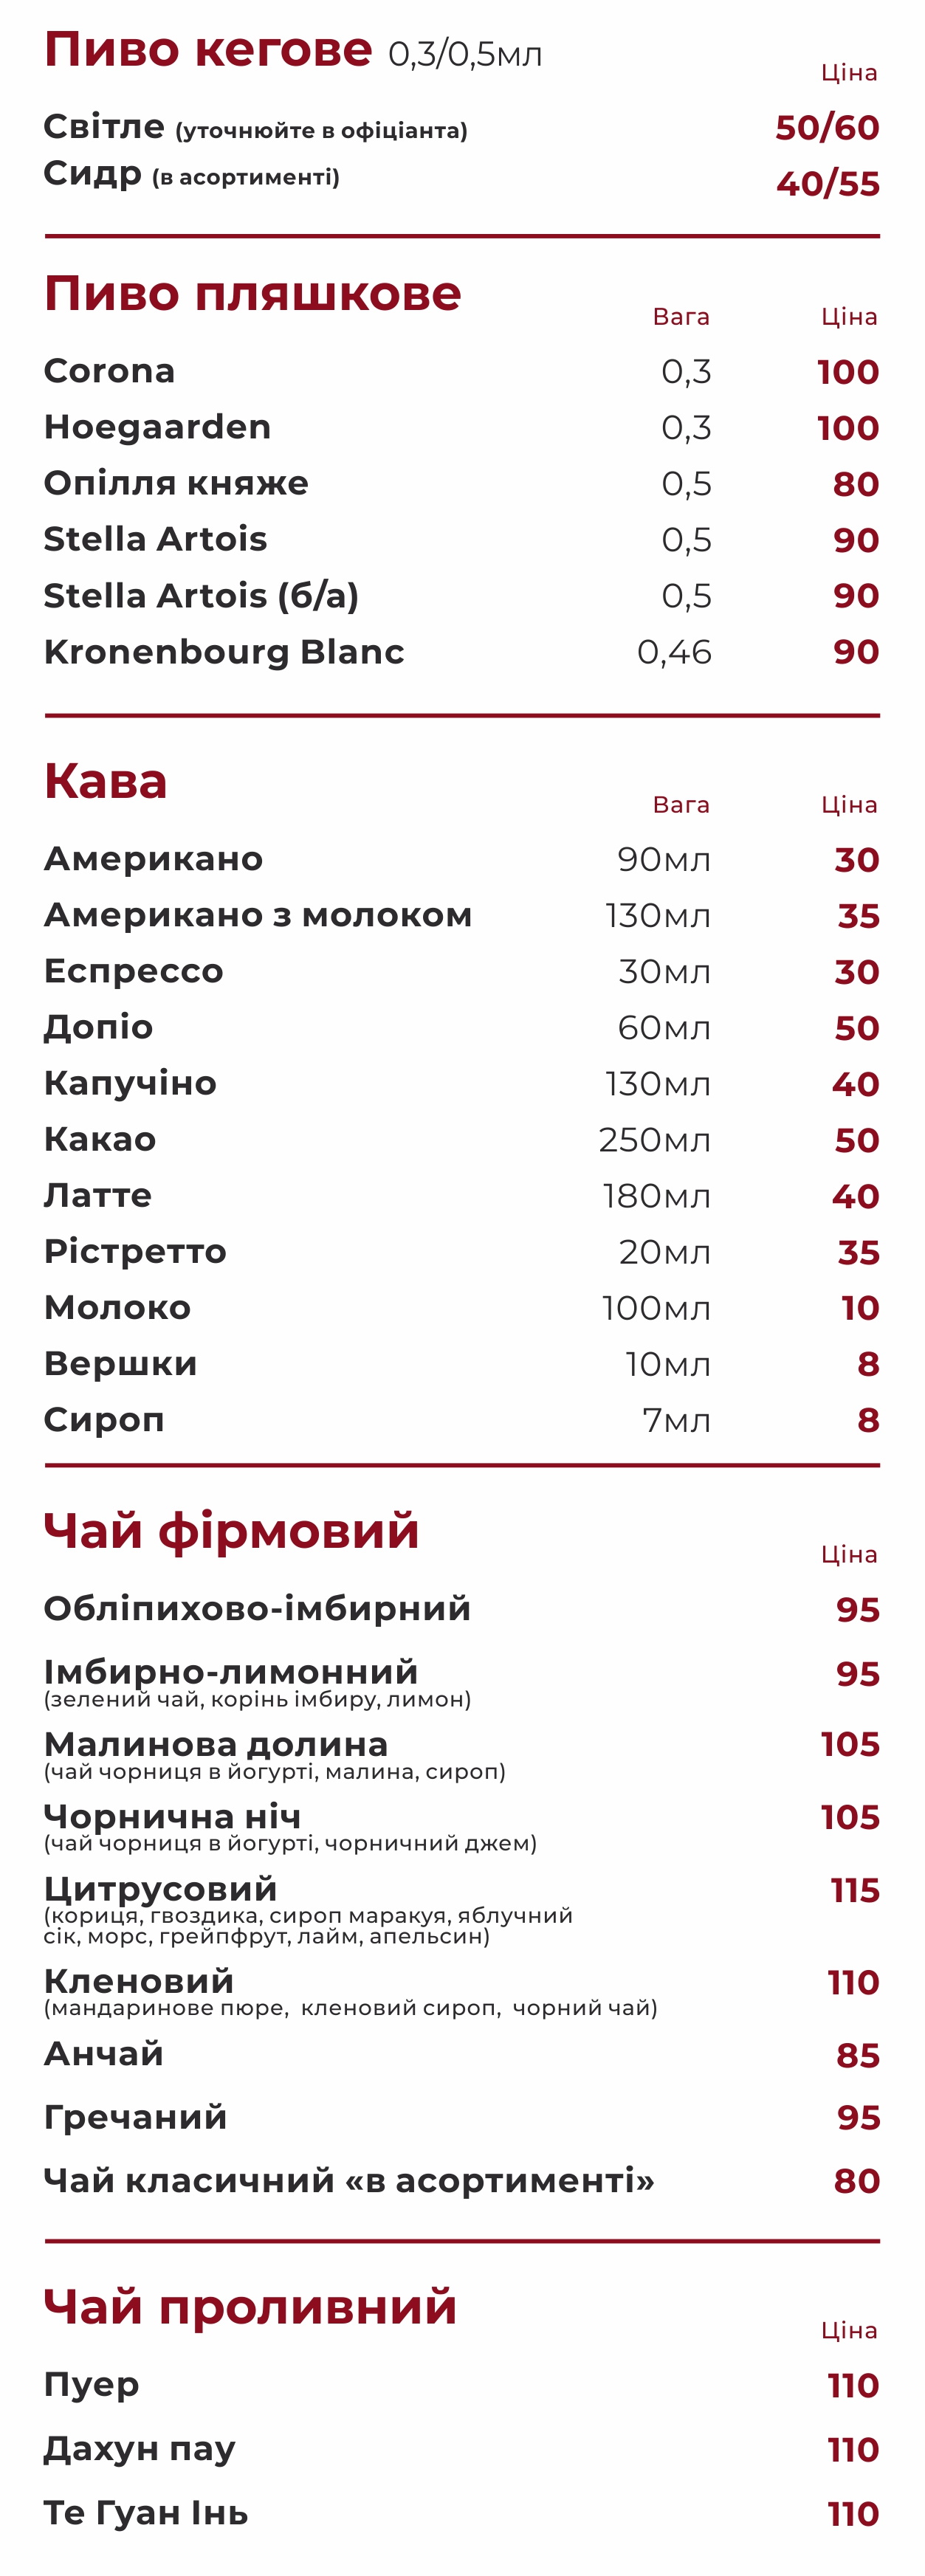 Пиво кегове 0,3/0,5мл
Ціна
Світле (уточнюйте в офіціанта) 50/60
Сидр (в асортименті) 40/55
Пиво пляшкове
Вага Ціна
Corona 0,3 100
Hoegaarden 0,3 100
Опілля княже 0,5 80
Stella Artois 0,5 90
Stella Artois (б/а) 0,5 90
Kronenbourg Blanc 0,46 90
Кава
Вага Ціна
Американо 90мл 30
Американо з молоком 130мл 35
Еспрессо 30мл 30
Допіо 60мл 50
Капучіно 130мл 40
Какао 250мл 50
Латте 180мл 40
Рістретто 20мл 35
Молоко 100мл 10
Вершки 10мл 8
Сироп 7мл 8
Чай фірмовий
Ціна
Обліпихово-імбирний 95
Імбирно-лимонний 95
(зелений чай, корінь імбиру, лимон)
Малинова долина 105
(чай чорниця в йогурті, малина, сироп)
Чорнична ніч 105
(чай чорниця в йогурті, чорничний джем)
Цитрусовий 115
(кориця, гвоздика, сироп маракуя, яблучний
сік, морс, грейпфрут, лайм, апельсин)
Кленовий 110
(мандаринове пюре, кленовий сироп, чорний чай)
Анчай 85
Гречаний 95
Чай класичний «в асортименті» 80
Чай проливний
Ціна
Пуер 110
Дахун пау 110
Те Гуан Інь 110